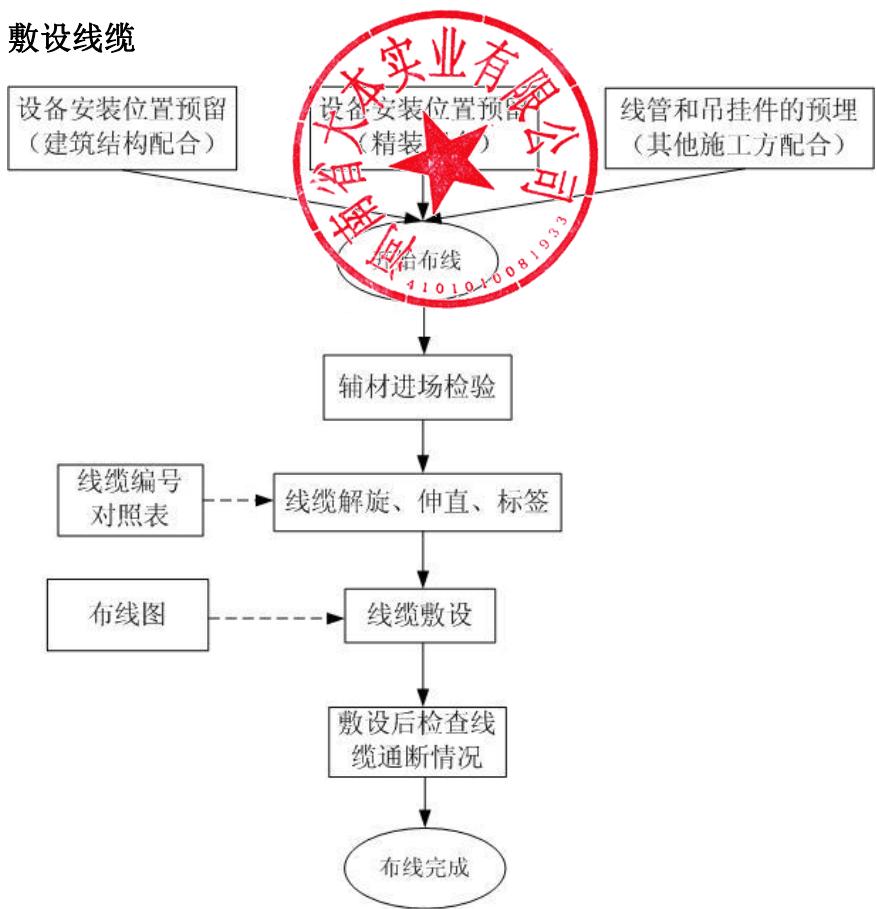 敷设线缆
设备安装位置预留
（建筑结构配合）
设备安装位置预留
（精装
线管和吊挂件的预埋
（其他施工方配合）
河南省大本实业有限公司
4101010081933
开始布线
辅材进场检验
线缆编号
对照表
线缆解旋、伸直、标签
布线图
线缆敷设
敷设后检查线
缆通断情况
布线完成